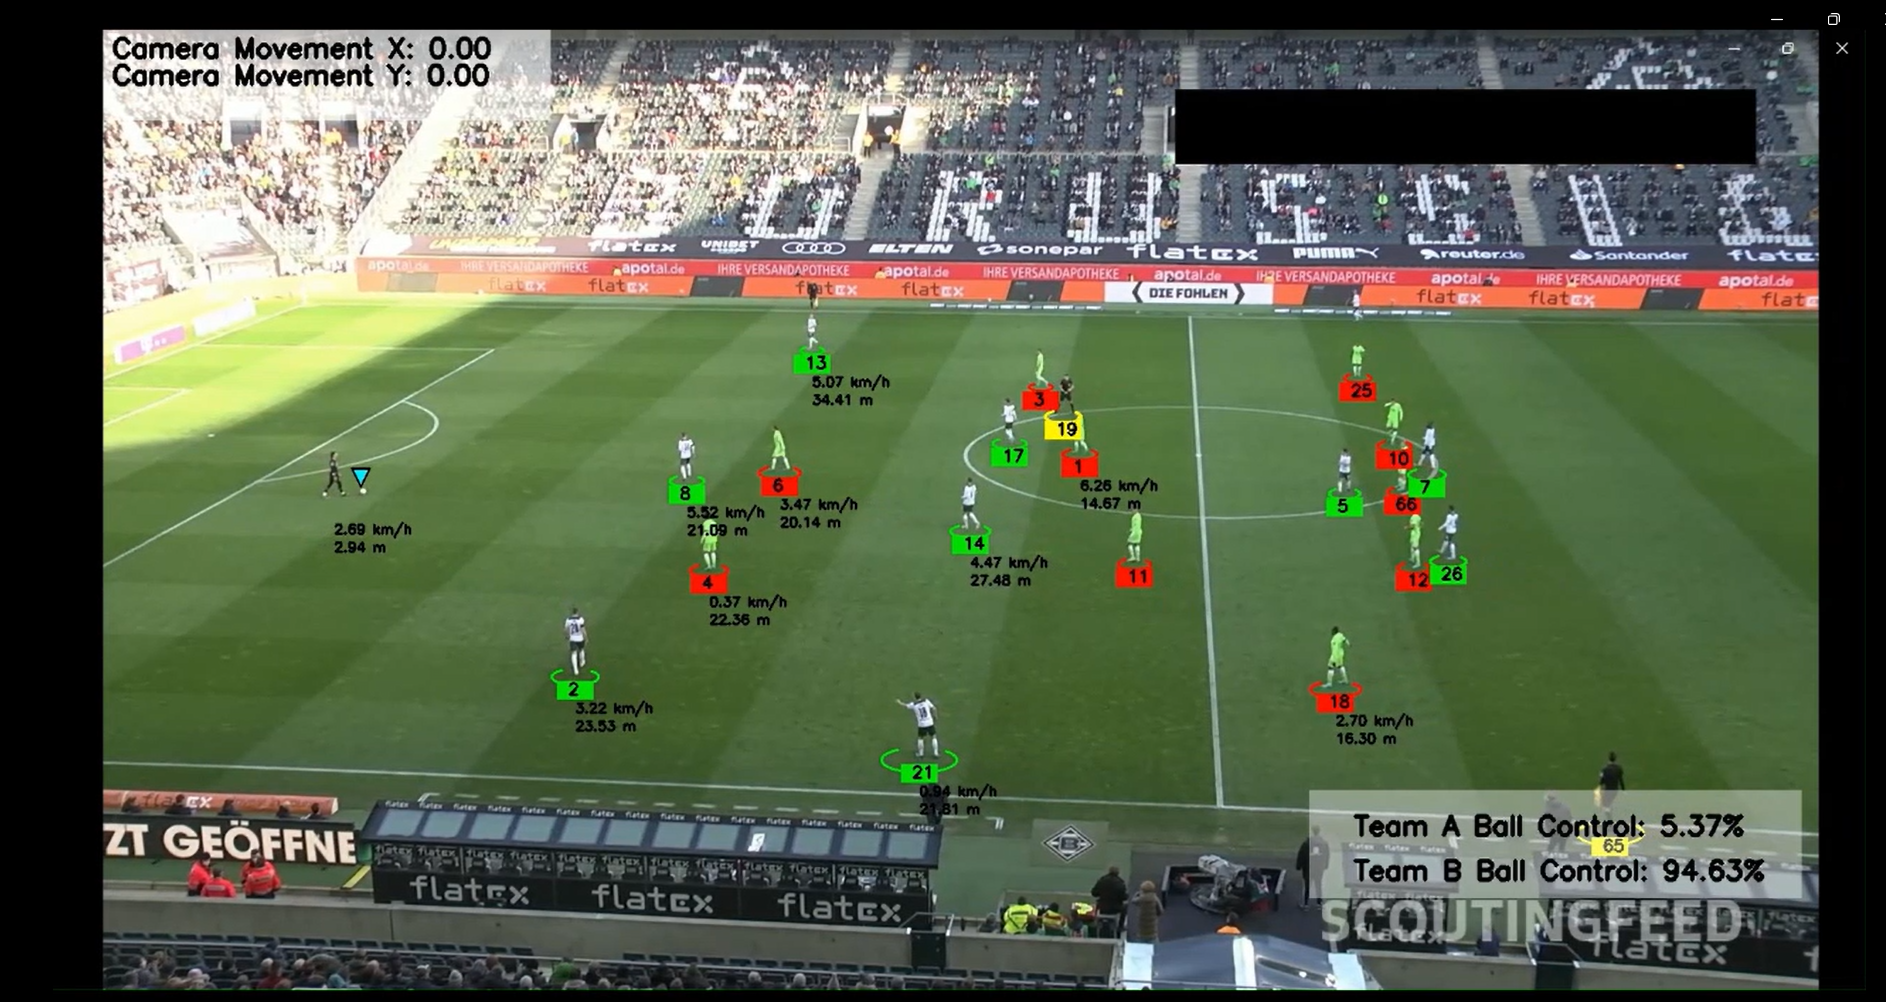 Camera Movement X: 0.00
Camera Movement Y: 0.00
BORUSSIA
flatex UNIBET ELTEN sonepar flatex PUMA reuter.de Santander flatex
apotal.de IHRE VERSANDAPOTHEKE apotal.de IHRE VERSANDAPOTHEKE apotal.de IHRE VERSANDAPOTHEKE apotal.de IHRE VERSANDAPOTHEKE apotal.de IHRE VERSANDAPOTHEKE apotal.de
flatex flatex flatex flatex DIE FOHLEN flatex flatex flatex
13
5.07 km/h
34.41 m
3
25
19
17
1
10
6.26 km/h
14.67 m
7
8
6
5
66
5.52 km/h
21.09 m
3.47 km/h
20.14 m
2.69 km/h
2.94 m
14
4.47 km/h
27.48 m
11
12
26
4
0.37 km/h
22.36 m
2
3.22 km/h
23.53 m
18
2.70 km/h
16.30 m
21
0.94 km/h
21.81 m
flatex
ZT GEÖFFNE
Team A Ball Control: 5.37%
65
Team B Ball Control: 94.63%
flatex flatex flatex
SCOUTINGFEED
flatex flatex